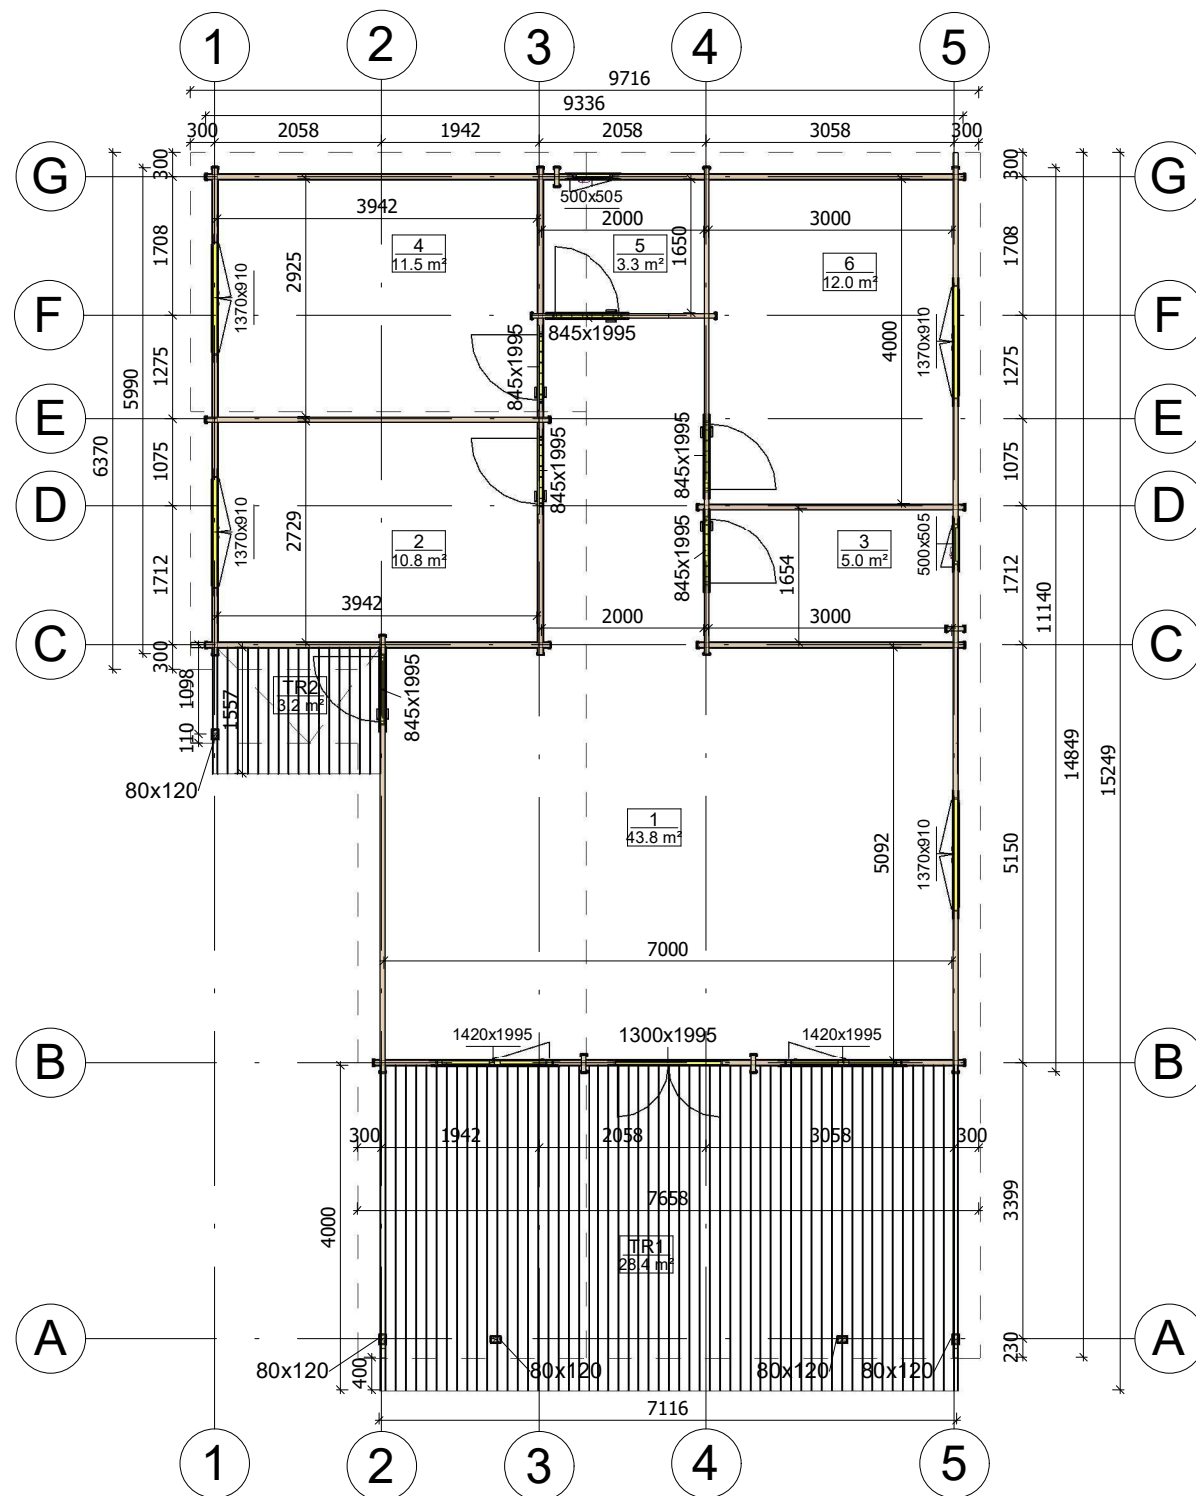 1 2 3 4 5
9716
9336
300 2058 1942 2058 3058 300
G G
300 300
500x505
3942 2000 3000
4
11.5 m²
5
3.3 m²
6
12.0 m²
1708 2925 1370x910 1650 1708
F F
845x1995
845x1995
4000
1370x910
5990
6370
1275 1275
E E
845x1995
845x1995
1075 1075
D D
1370x910
2729
2
10.8 m²
3
5.0 m²
845x1995
1654
500x505
1712 1712
3942 2000 3000
C C
300
1098
110
1557
TR2
3.2 m²
845x1995
80x120
11140
14849
15249
1
43.8 m²
5092
1370x910
5150
7000
1420x1995 1300x1995 1420x1995
B B
300 1942 2058 3058 300
7658
4000
3399
TR1
28.4 m²
A A
80x120 80x120 80x120 80x120
400
230
7116
1 2 3 4 5